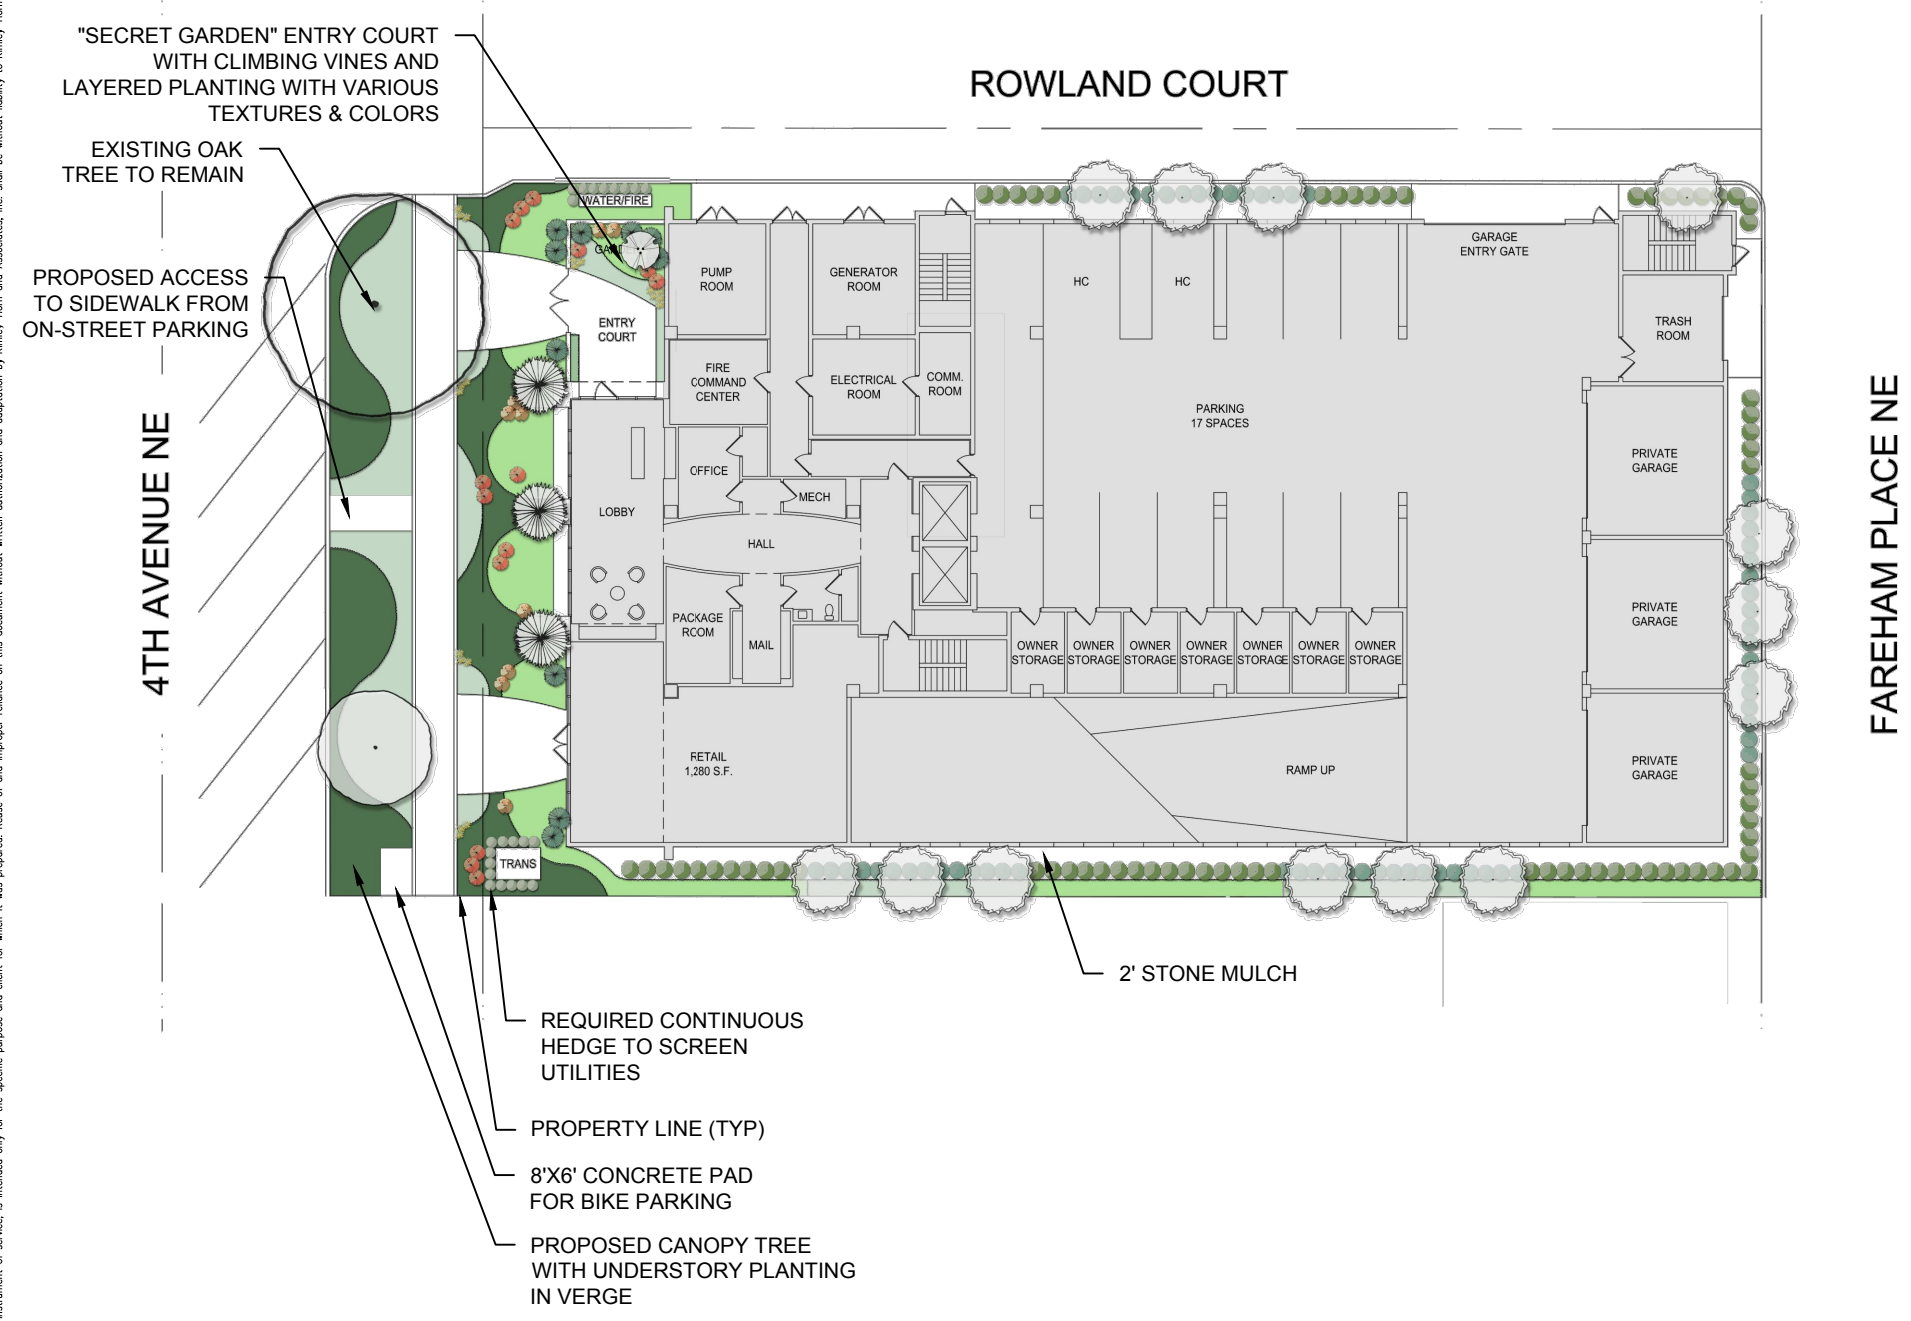 "SECRET GARDEN" ENTRY COURT
WITH CLIMBING VINES AND
LAYERED PLANTING WITH VARIOUS
TEXTURES & COLORS
EXISTING OAK
TREE TO REMAIN
PROPOSED ACCESS
TO SIDEWALK FROM
ON-STREET PARKING
4TH AVENUE NE
ROWLAND COURT
FAREHAM PLACE NE
WATER/FIRE
ENTRY
COURT
PUMP
ROOM
GENERATOR
ROOM
FIRE
COMMAND
CENTER
ELECTRICAL
ROOM
COMM.
ROOM
OFFICE
MECH
LOBBY
HALL
PACKAGE
ROOM
MAIL
RETAIL
1,280 S.F.
HC
HC
GARAGE
ENTRY GATE
TRASH
ROOM
PARKING
17 SPACES
PRIVATE
GARAGE
PRIVATE
GARAGE
PRIVATE
GARAGE
OWNER
STORAGE
OWNER
STORAGE
OWNER
STORAGE
OWNER
STORAGE
OWNER
STORAGE
OWNER
STORAGE
OWNER
STORAGE
RAMP UP
TRANS
2' STONE MULCH
REQUIRED CONTINUOUS
HEDGE TO SCREEN
UTILITIES
PROPERTY LINE (TYP)
8'X6' CONCRETE PAD
FOR BIKE PARKING
PROPOSED CANOPY TREE
WITH UNDERSTORY PLANTING
IN VERGE